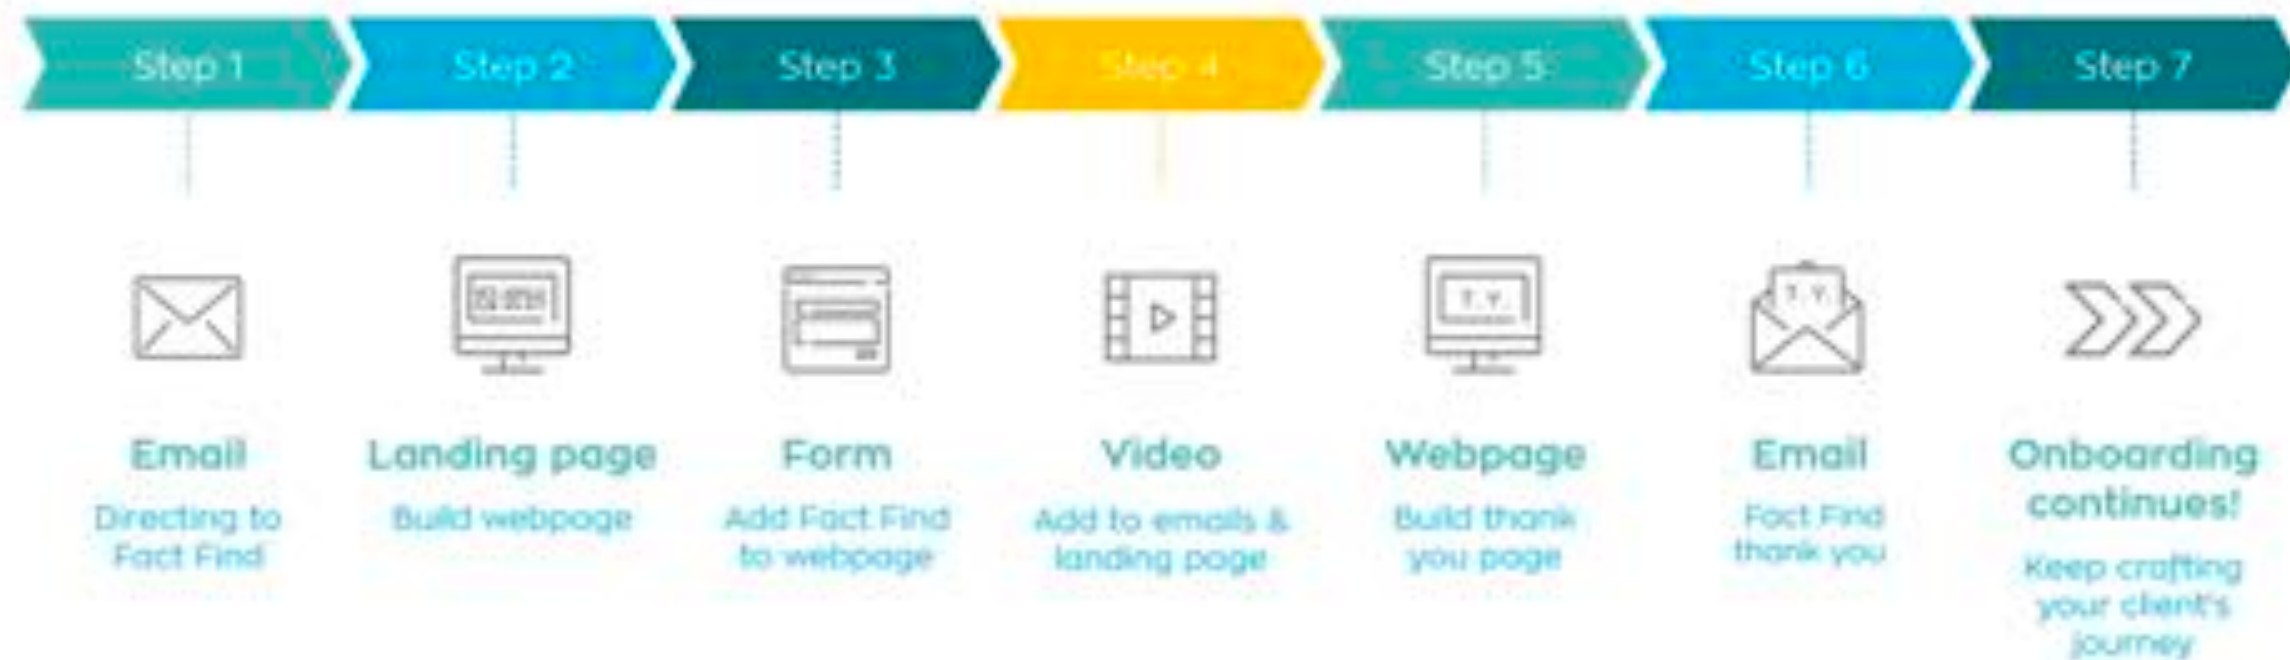 Step 1
Step 2
Step 3
Step 4
Step 5
Step 6
Step 7
T. Y.
T. Y.
Email
Directing to
Fact Find
Landing page
Build webpage
Form
Add Fact Find
to webpage
Video
Add to emails &
landing page
Webpage
Build thank
you page
Email
Fact Find
thank you
Onboarding
continues!
Keep crafting
your client's
journey